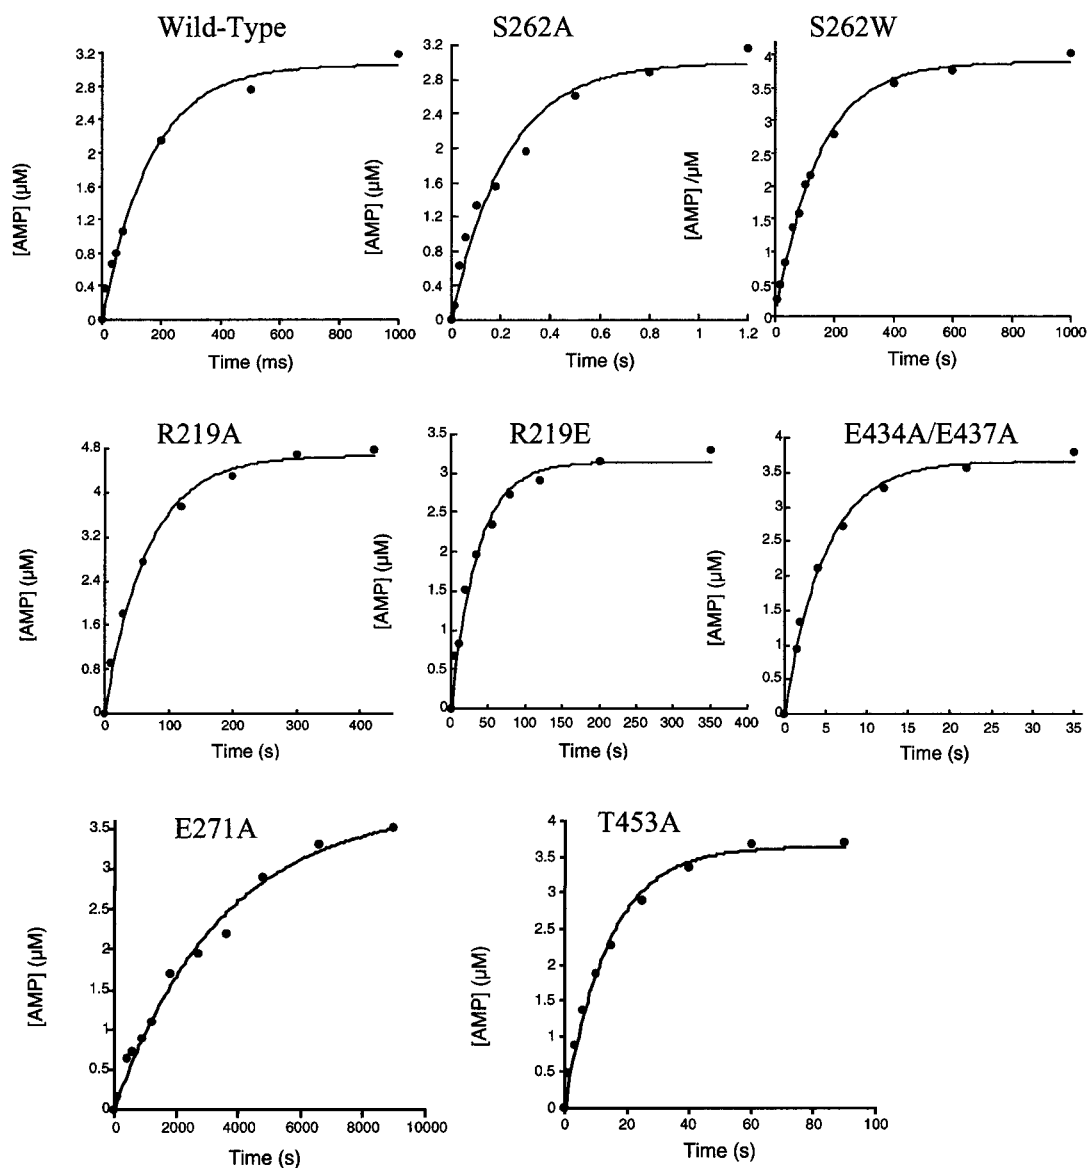 Wild-Type
[AMP] (µM)
3.2
2.8
2.4
2
1.6
1.2
0.8
0.4
0
0 200 400 600 800 1000
Time (ms)
S262A
[AMP] (µM)
3.2
2.8
2.4
2
1.6
1.2
0.8
0.4
0
0 0.2 0.4 0.6 0.8 1 1.2
Time (s)
S262W
[AMP] /µM
4
3.5
3
2.5
2
1.5
1
0.5
0
0 200 400 600 800 1000
Time (s)
R219A
[AMP] (µM)
4.8
4
3.2
2.4
1.6
0.8
0
0 100 200 300 400
Time (s)
R219E
[AMP] (µM)
3.5
3
2.5
2
1.5
1
0.5
0
0 50 100 150 200 250 300 350 400
Time (s)
E434A/E437A
[AMP] (µM)
4
3.5
3
2.5
2
1.5
1
0.5
0
0 5 10 15 20 25 30 35
Time (s)
E271A
[AMP] (µM)
3.5
3
2.5
2
1.5
1
0.5
0
0 2000 4000 6000 8000 10000
Time (s)
T453A
[AMP] (µM)
4
3.5
3
2.5
2
1.5
1
0.5
0
0 20 40 60 80 100
Time (s)